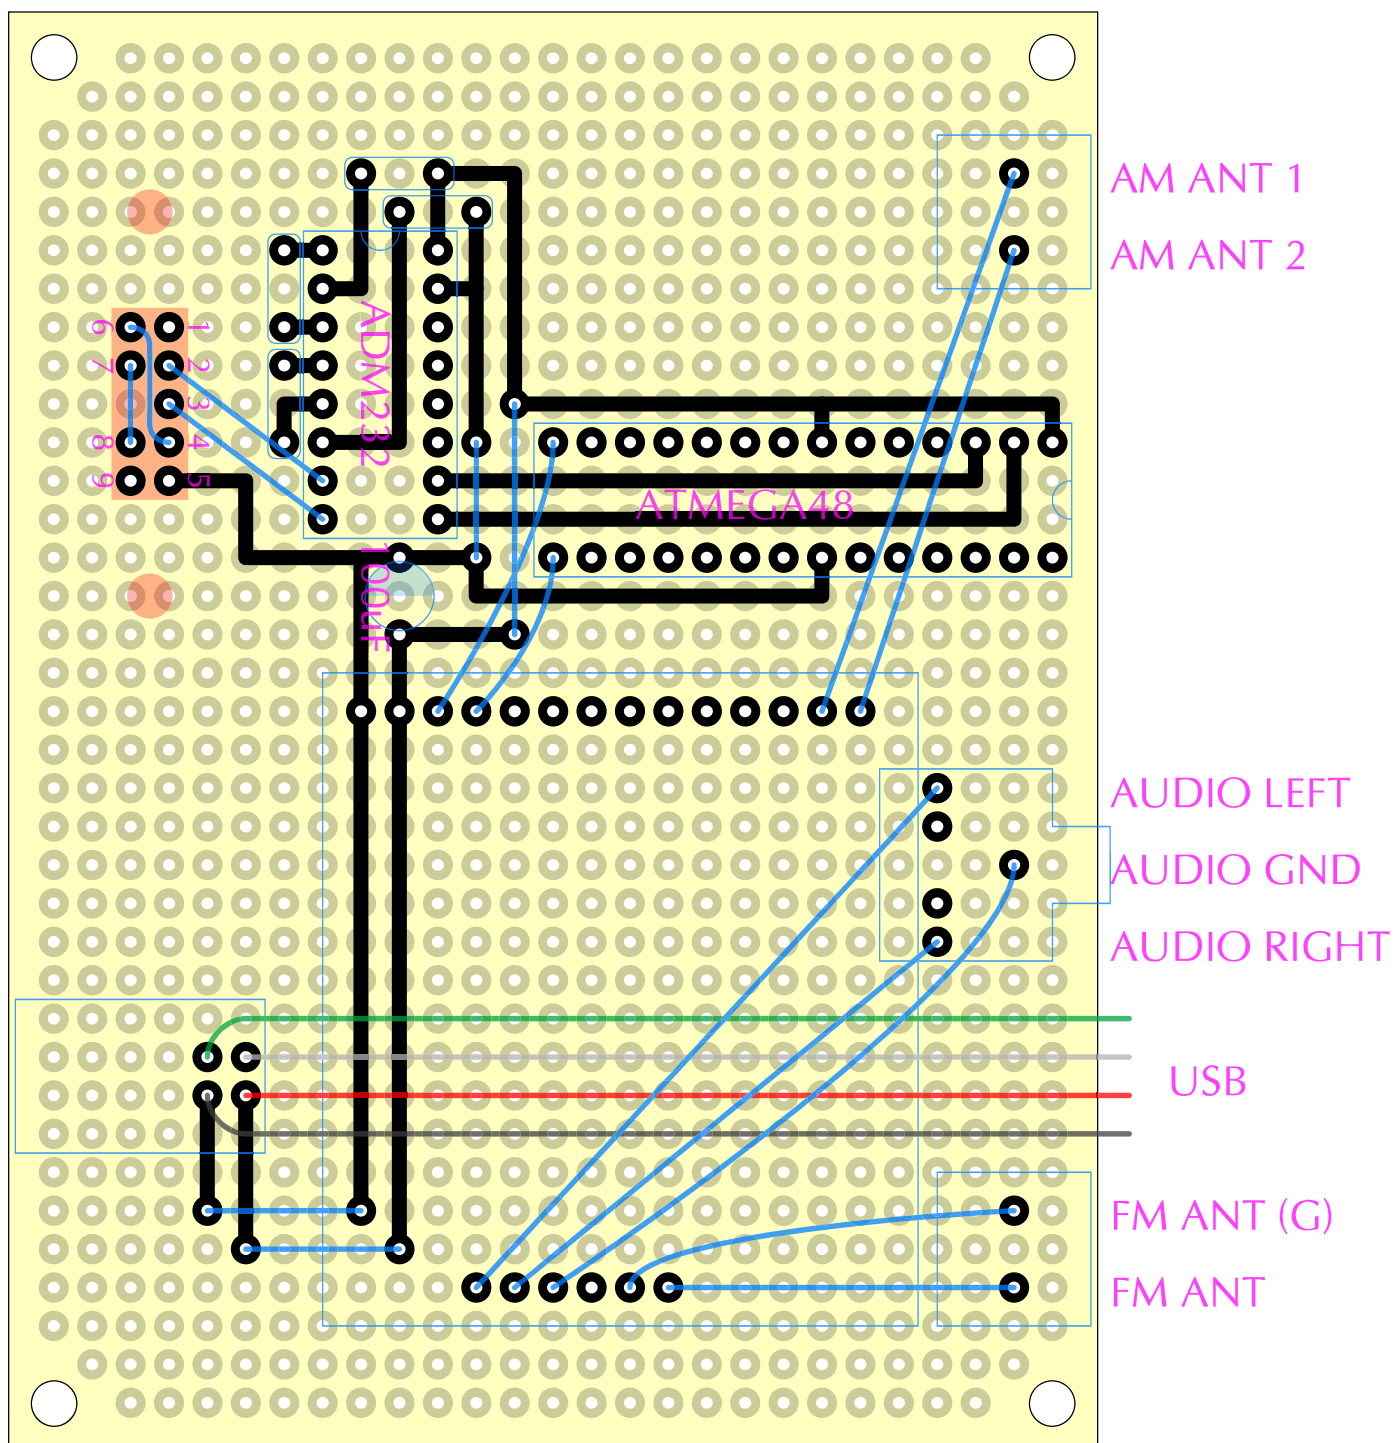 AM ANT 1
AM ANT 2
6 1
7 2
3
8 4
9 5
ADM232
ATMEGA48
100uF
AUDIO LEFT
AUDIO GND
AUDIO RIGHT
USB
FM ANT (G)
FM ANT